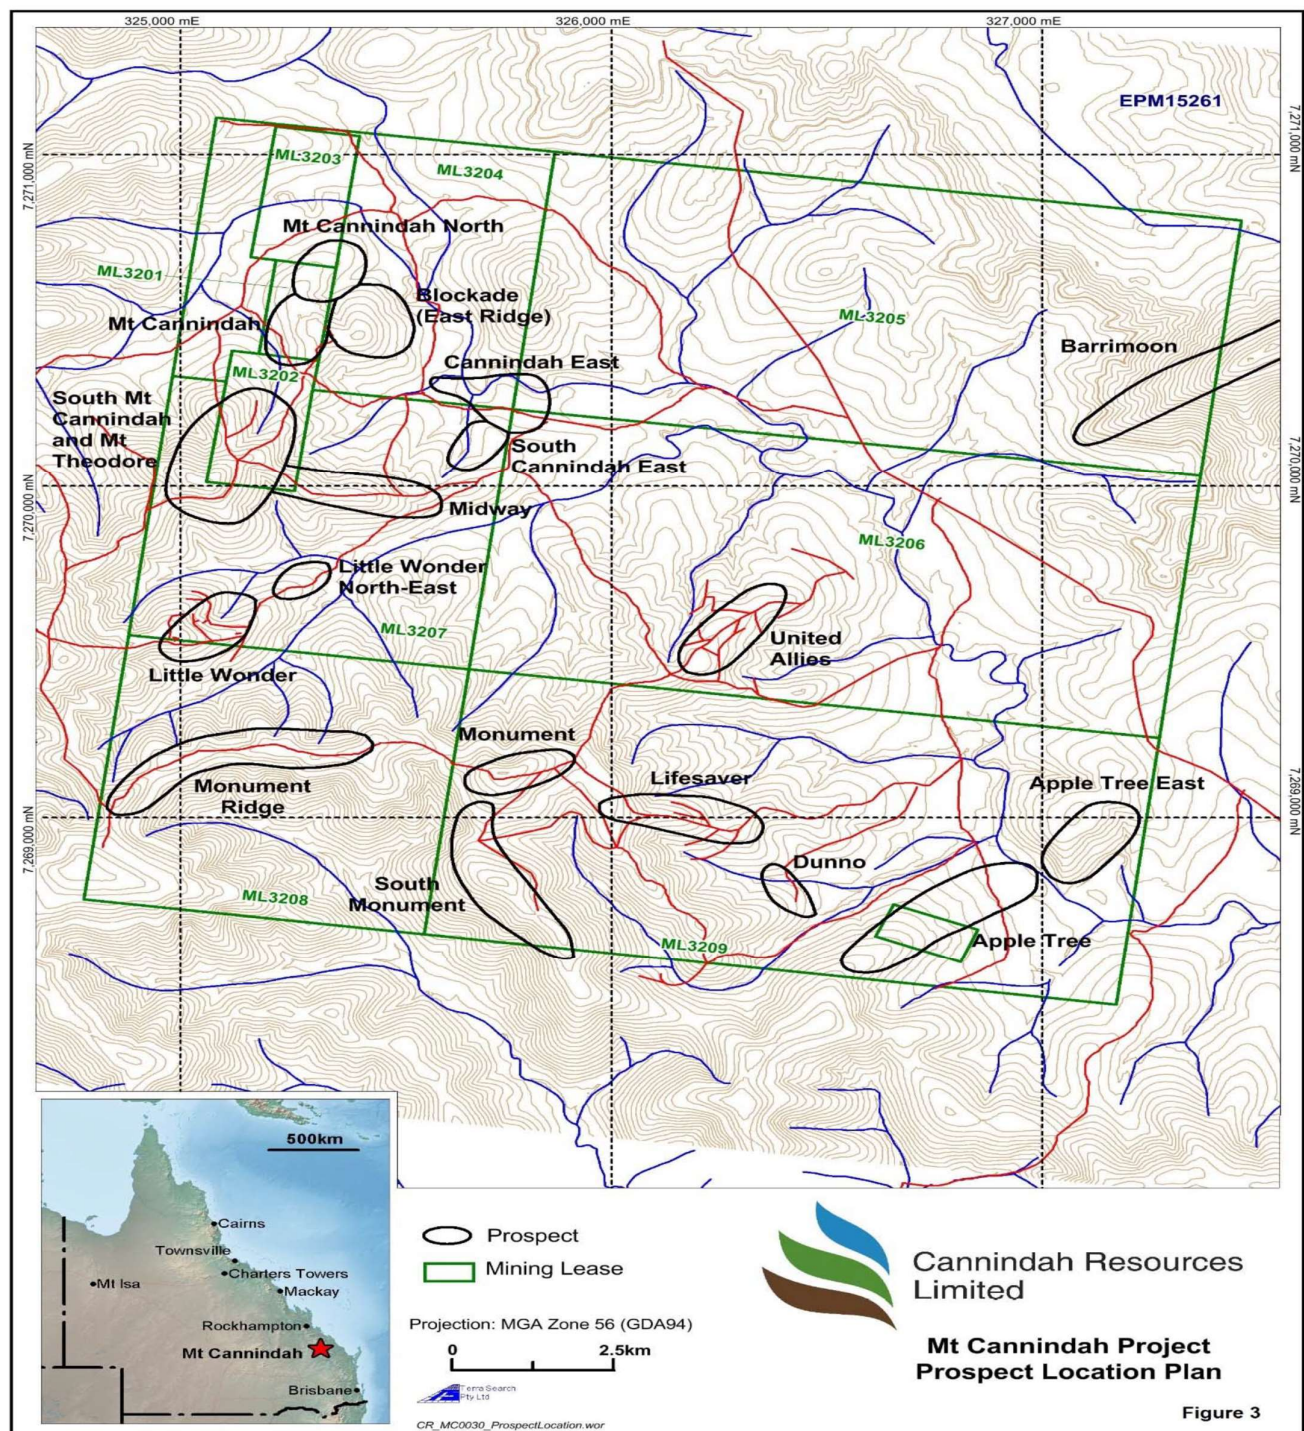 325,000 mE
326,000 mE
327,000 mE
EPM15261
7,271,000 mN
7,271,000 mN
ML3203
ML3204
Mt Cannindah North
ML3201
Blockade
(East Ridge)
Mt Cannindah
ML3205
Barrimoon
Cannindah East
ML3202
South Mt
Cannindah
and Mt
Theodore
South
Cannindah East
7,270,000 mN
7,270,000 mN
Midway
ML3206
Little Wonder
North-East
ML3207
United
Allies
Little Wonder
Monument
Lifesaver
Monument
Ridge
Apple Tree East
7,269,000 mN
7,269,000 mN
Dunno
South
Monument
ML3208
ML3209
Apple Tree
500km
Cairns
Townsville
Charters Towers
Mt Isa
Mackay
Rockhampton
Mt Cannindah
Brisbane
Prospect
Mining Lease
Projection: MGA Zone 56 (GDA94)
0 2.5km
Terra Search
Pty Ltd
CR_MC0030_ProspectLocation.wor
Cannindah Resources
Limited
Mt Cannindah Project
Prospect Location Plan
Figure 3